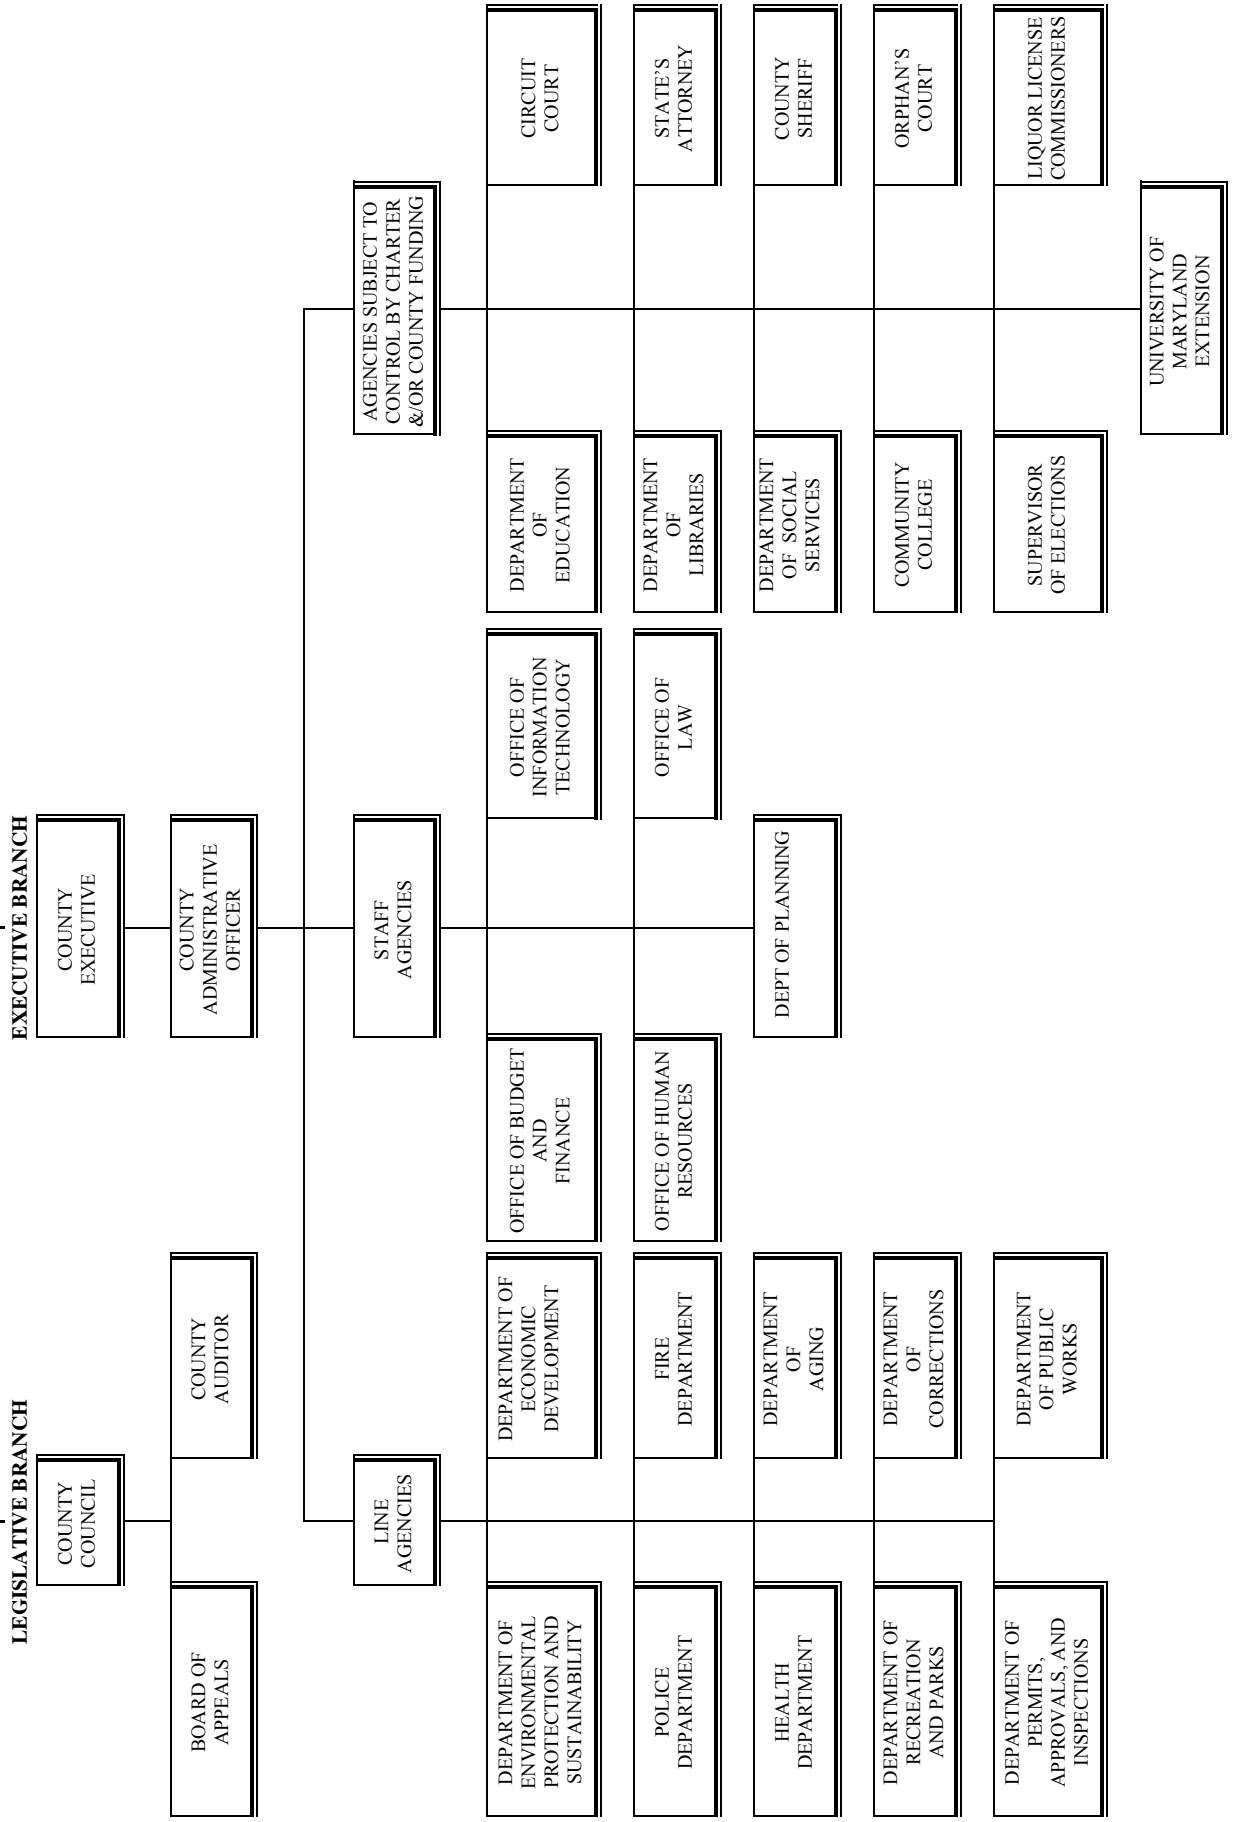 LEGISLATIVE BRANCH
EXECUTIVE BRANCH
COUNTY
COUNCIL
COUNTY
EXECUTIVE
BOARD OF
APPEALS
COUNTY
AUDITOR
COUNTY
ADMINISTRATIVE
OFFICER
LINE
AGENCIES
STAFF
AGENCIES
AGENCIES SUBJECT TO
CONTROL BY CHARTER
&/OR COUNTY FUNDING
DEPARTMENT OF
ENVIRONMENTAL
PROTECTION AND
SUSTAINABILITY
DEPARTMENT OF
ECONOMIC
DEVELOPMENT
OFFICE OF BUDGET
AND
FINANCE
OFFICE OF
INFORMATION
TECHNOLOGY
DEPARTMENT
OF
EDUCATION
CIRCUIT
COURT
POLICE
DEPARTMENT
FIRE
DEPARTMENT
OFFICE OF HUMAN
RESOURCES
OFFICE OF
LAW
DEPARTMENT
OF
LIBRARIES
STATE'S
ATTORNEY
HEALTH
DEPARTMENT
DEPARTMENT
OF
AGING
DEPT OF PLANNING
DEPARTMENT
OF SOCIAL
SERVICES
COUNTY
SHERIFF
DEPARTMENT OF
RECREATION
AND PARKS
DEPARTMENT
OF
CORRECTIONS
COMMUNITY
COLLEGE
ORPHAN'S
COURT
DEPARTMENT OF
PERMITS,
APPROVALS, AND
INSPECTIONS
DEPARTMENT
OF PUBLIC
WORKS
SUPERVISOR
OF ELECTIONS
LIQUOR LICENSE
COMMISSIONERS
UNIVERSITY OF
MARYLAND
EXTENSION